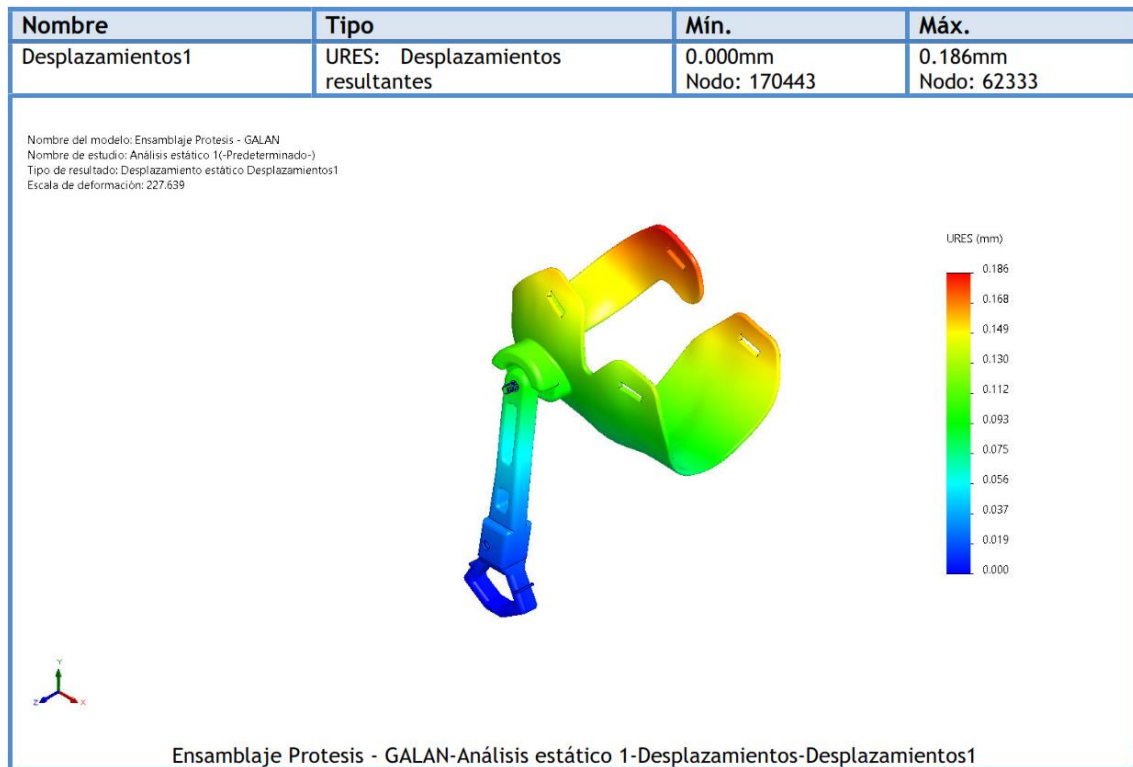 Nombre Tipo Mín. Máx.
Desplazamientos1 URES: Desplazamientos 0.000mm 0.186mm
resultantes Nodo: 170443 Nodo: 62333
Nombre del modelo: Ensamblaje Protesis - GALAN
Nombre de estudio: Análisis estático 1(-Predeterminado-)
Tipo de resultado: Desplazamiento estático Desplazamientos1
Escala de deformación: 227.639
URES (mm)
0.186
0.168
0.149
0.130
0.112
0.093
0.075
0.056
0.037
0.019
0.000
Y
Z X
Ensamblaje Protesis - GALAN-Análisis estático 1-Desplazamientos-Desplazamientos1